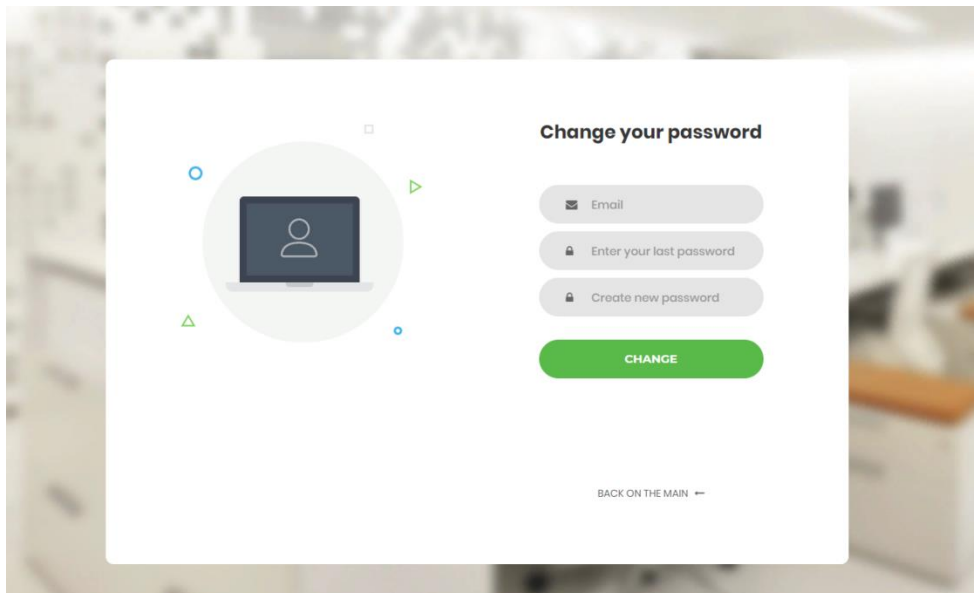 Change your password
Email
Enter your last password
Create new password
CHANGE
BACK ON THE MAIN ←